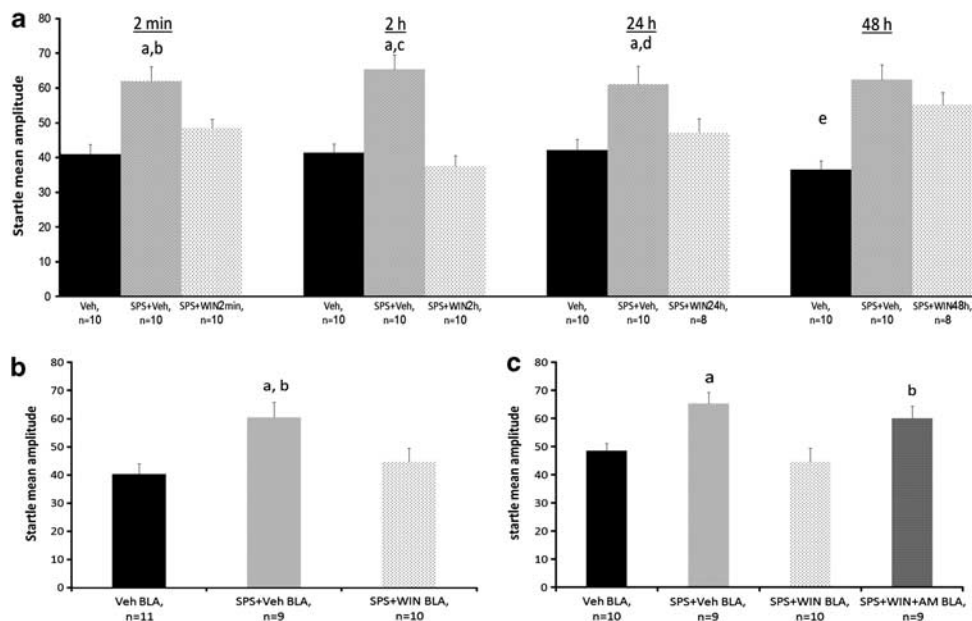 a
80
70
60
50
40
30
20
10
0
Startle mean amplitude
2 min
a,b
2 h
a,c
24 h
a,d
48 h
e
Veh, n=10
SPS+Veh, n=10
SPS+WIN2min, n=10
Veh, n=10
SPS+Veh, n=10
SPS+WIN2h, n=10
Veh, n=10
SPS+Veh, n=10
SPS+WIN24h, n=8
Veh, n=10
SPS+Veh, n=10
SPS+WIN48h, n=8
b
80
70
60
50
40
30
20
10
0
Startle mean amplitude
a, b
Veh BLA, n=11
SPS+Veh BLA, n=9
SPS+WIN BLA, n=10
c
80
70
60
50
40
30
20
10
0
startle mean amplitude
a
b
Veh BLA, n=10
SPS+Veh BLA, n=9
SPS+WIN BLA, n=10
SPS+WIN+AM BLA, n=9